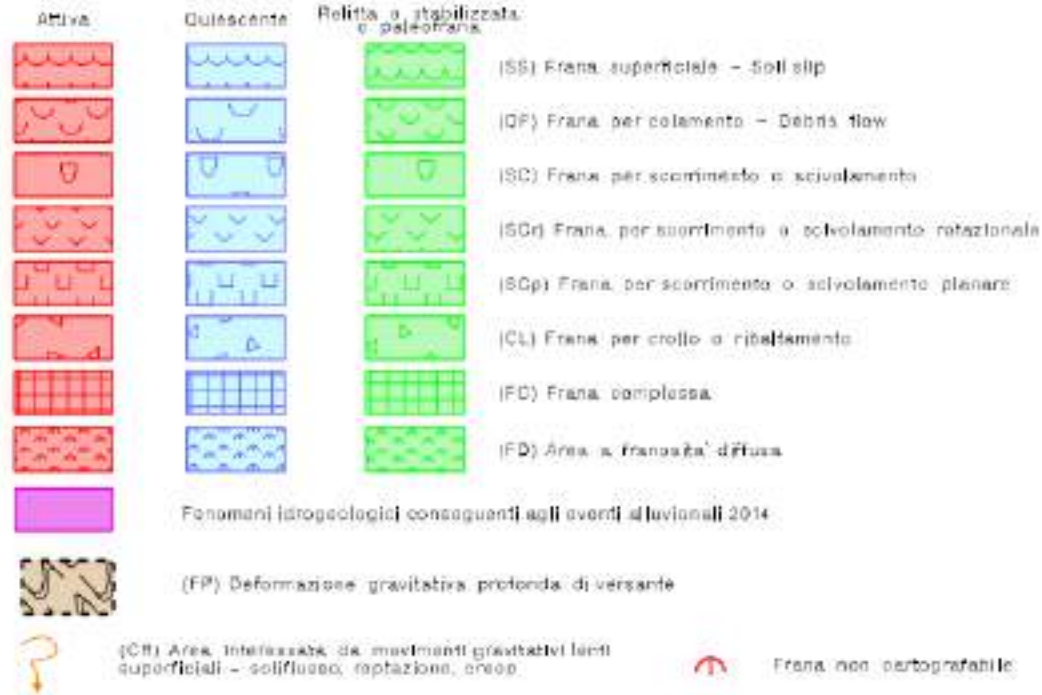 Attiva
Quiescente
Relitta o stabilizzata
o paleofrana
(SS) Frana superficiale - Soil slip
(DF) Frana per colamento - Debris flow
(SC) Frana per scorrimento o scivolamento
(SCr) Frana per scorrimento o scivolamento rotazionale
(SCp) Frana per scorrimento o scivolamento planare
(CL) Frana per crollo o ribaltamento
(FC) Frana complessa
(FD) Area a franosita' diffusa
Fenomeni idrogeologici conseguenti agli eventi alluvionali 2014
(FP) Deformazione gravitativa profonda di versante
(CR) Area interessata da movimenti gravitativi lenti
superficiali - soliflusso, reptazione, creep
Frana non cartografabile